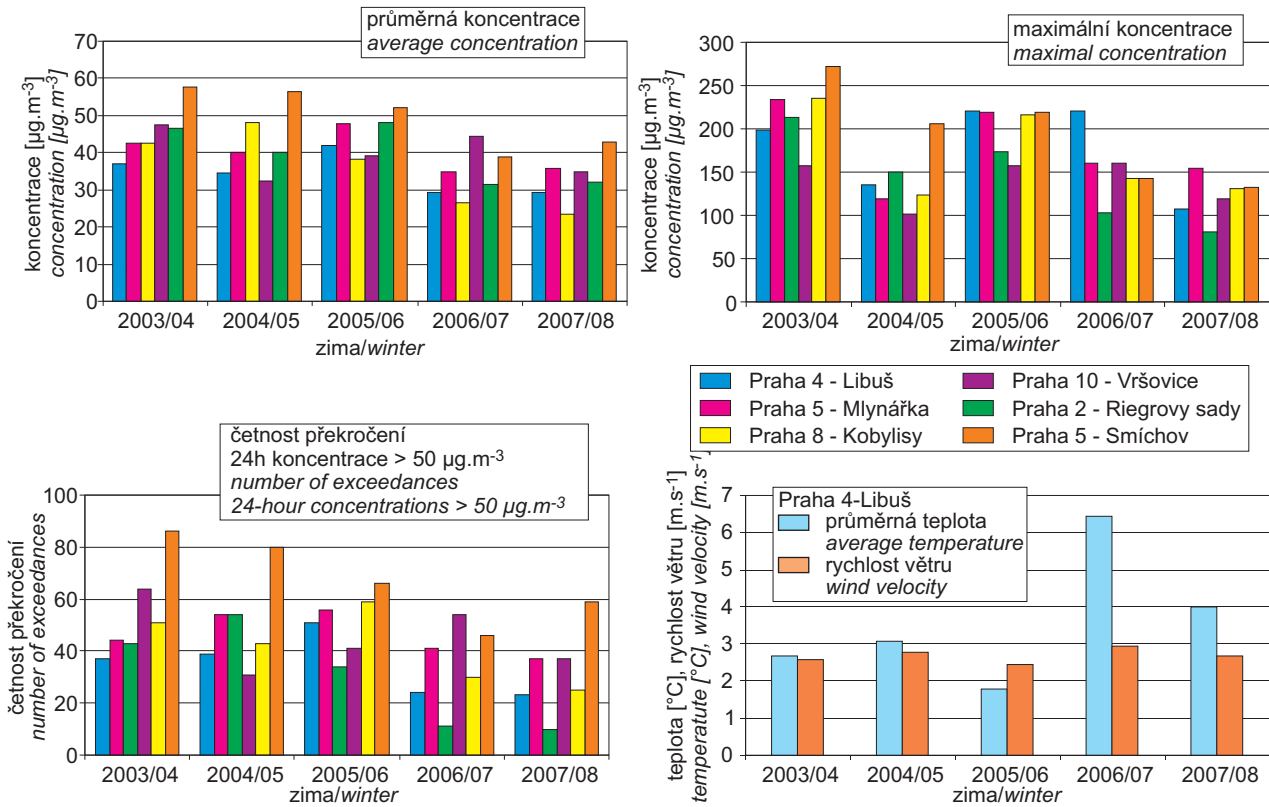 průměrná koncentrace
average concentration
koncentrace [µg.m-³]
concentration [µg.m-³]
70
60
50
40
30
20
10
0
2003/04 2004/05 2005/06 2006/07 2007/08
zima/winter
maximální koncentrace
maximal concentration
koncentrace [µg.m-³]
concentration [µg.m-³]
300
250
200
150
100
50
0
2003/04 2004/05 2005/06 2006/07 2007/08
zima/winter
Praha 4 - Libuš
Praha 5 - Mlynářka
Praha 8 - Kobylisy
Praha 10 - Vršovice
Praha 2 - Riegrovy sady
Praha 5 - Smíchov
četnost překročení
24h koncentrace > 50 µg.m-³
number of exceedances
24-hour concentrations > 50 µg.m-³
četnost překročení
number of exceedances
100
80
60
40
20
0
2003/04 2004/05 2005/06 2006/07 2007/08
zima/winter
Praha 4-Libuš
průměrná teplota
average temperature
rychlost větru
wind velocity
teplota [°C], rychlost větru [m.s-¹]
temperatute [°C], wind velocity [m.s-¹]
7
6
5
4
3
2
1
0
2003/04 2004/05 2005/06 2006/07 2007/08
zima/winter